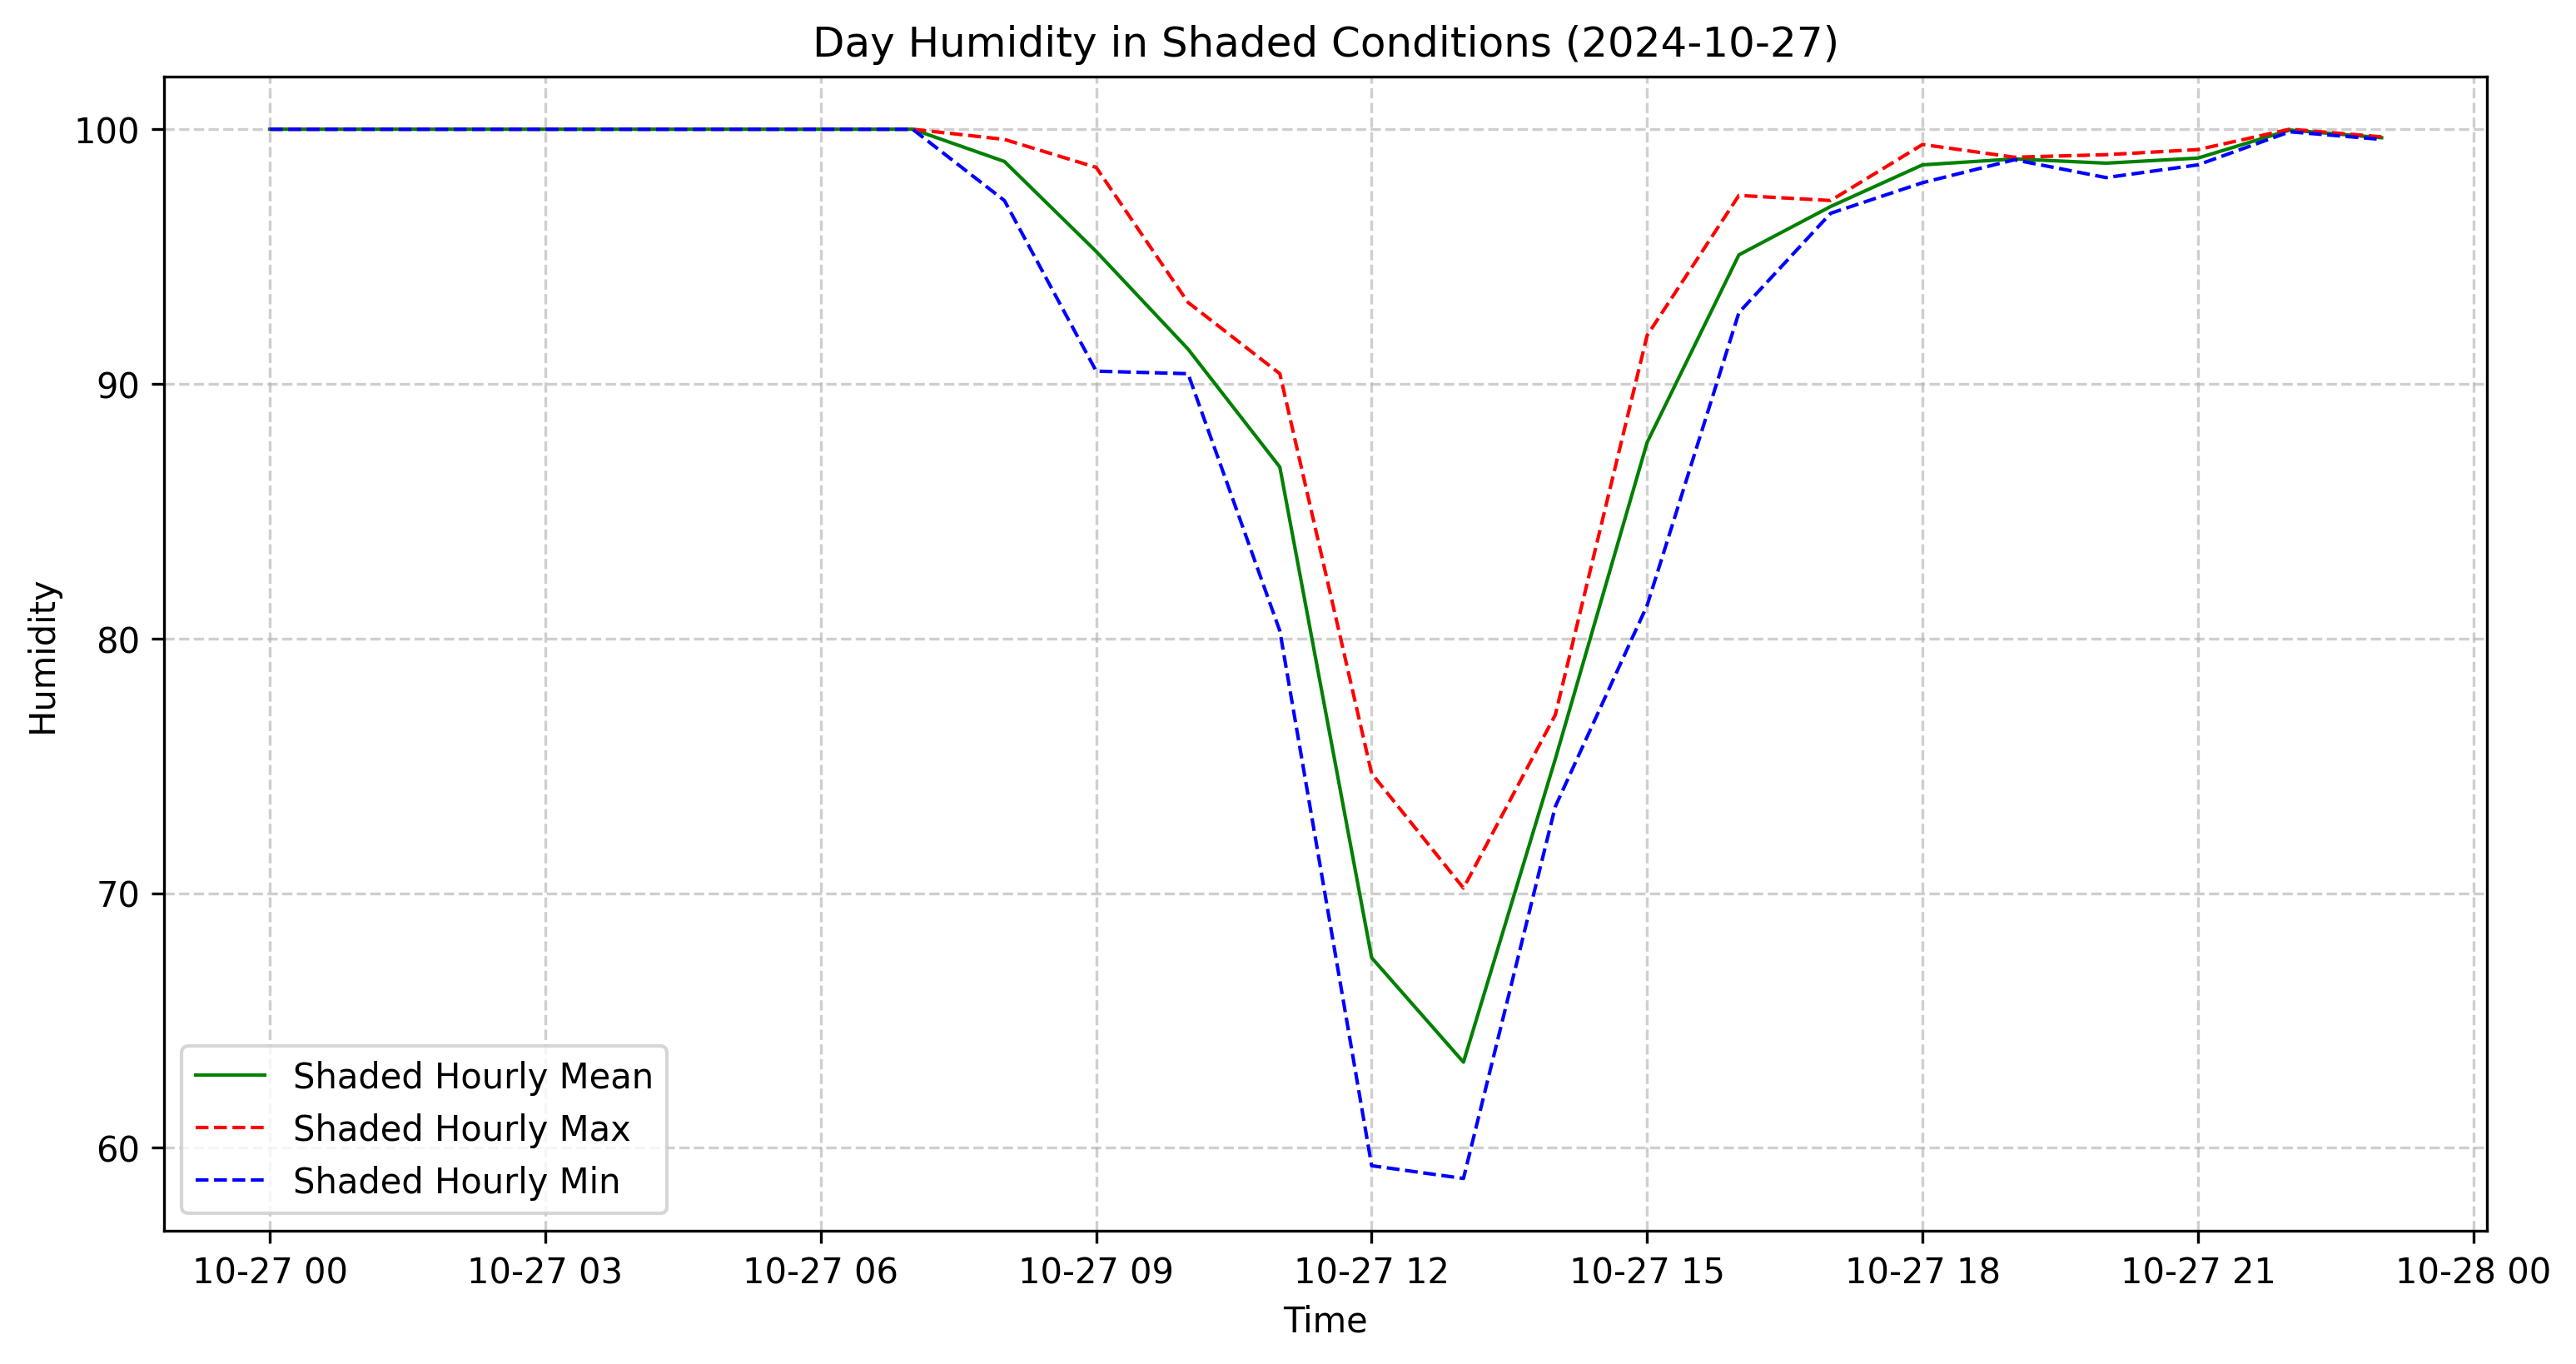 Day Humidity in Shaded Conditions (2024-10-27)
100
90
80
70
60
Humidity
Shaded Hourly Mean
Shaded Hourly Max
Shaded Hourly Min
10-27 00
10-27 03
10-27 06
10-27 09
10-27 12
10-27 15
10-27 18
10-27 21
10-28 00
Time